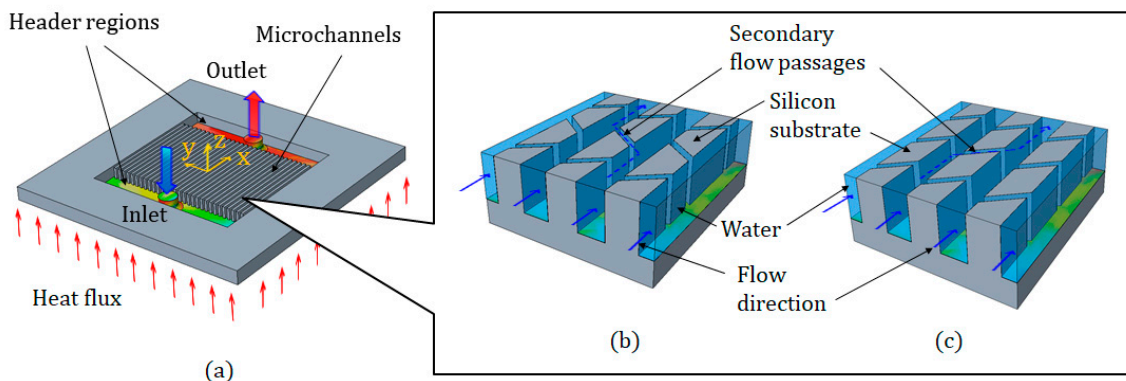 Header regions
Microchannels
Outlet
z
y
x
Inlet
Heat flux
(a)
Secondary
flow passages
Silicon
substrate
Water
Flow
direction
(b)
(c)